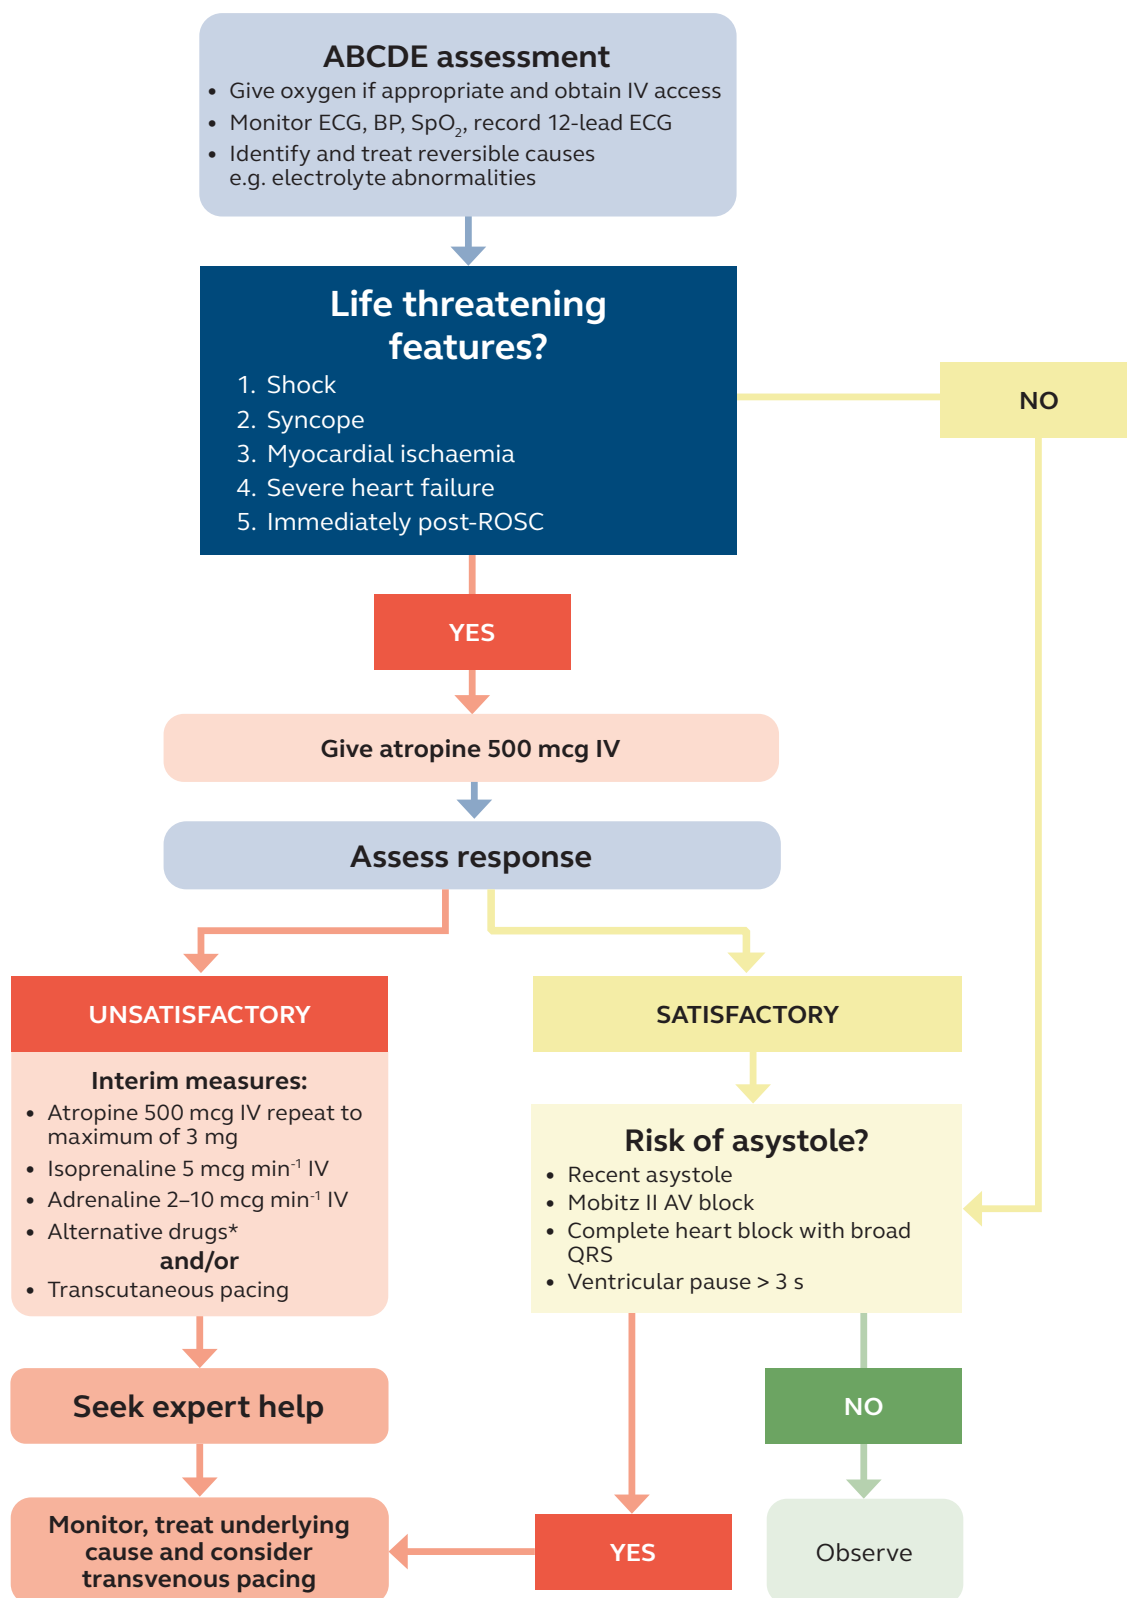 ABCDE assessment
• Give oxygen if appropriate and obtain IV access
• Monitor ECG, BP, SpO₂, record 12-lead ECG
• Identify and treat reversible causes
e.g. electrolyte abnormalities
Life threatening
features?
1. Shock
2. Syncope
3. Myocardial ischaemia
4. Severe heart failure
5. Immediately post-ROSC
NO
YES
Give atropine 500 mcg IV
Assess response
UNSATISFACTORY
Interim measures:
• Atropine 500 mcg IV repeat to
maximum of 3 mg
• Isoprenaline 5 mcg min⁻¹ IV
• Adrenaline 2–10 mcg min⁻¹ IV
• Alternative drugs*
and/or
• Transcutaneous pacing
SATISFACTORY
Risk of asystole?
• Recent asystole
• Mobitz II AV block
• Complete heart block with broad
QRS
• Ventricular pause > 3 s
Seek expert help
NO
Monitor, treat underlying
cause and consider
transvenous pacing
YES
Observe